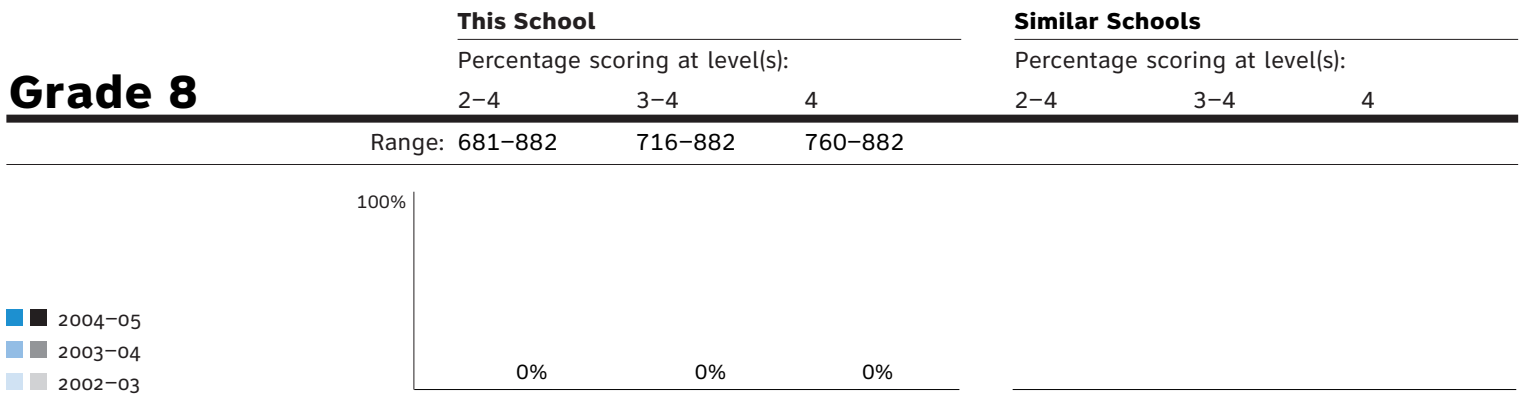 This School Similar Schools
Percentage scoring at level(s): Percentage scoring at level(s):
Grade 8 2–4 3–4 4 2–4 3–4 4
Range: 681–882 716–882 760–882
100%
2004–05
2003–04
0% 0% 0%
2002–03